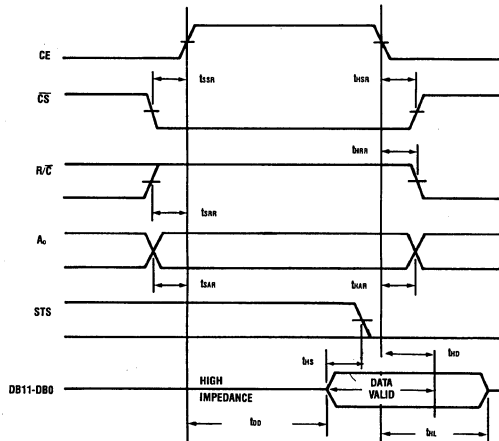 CE
tSSR
tHSR
C̅S̅
tHRR
R/C̅
tSRR
A₀
tSAR
tHAR
STS
tHS
tHD
DB11-DB0
HIGH
IMPEDANCE
DATA
VALID
tDD
tHL